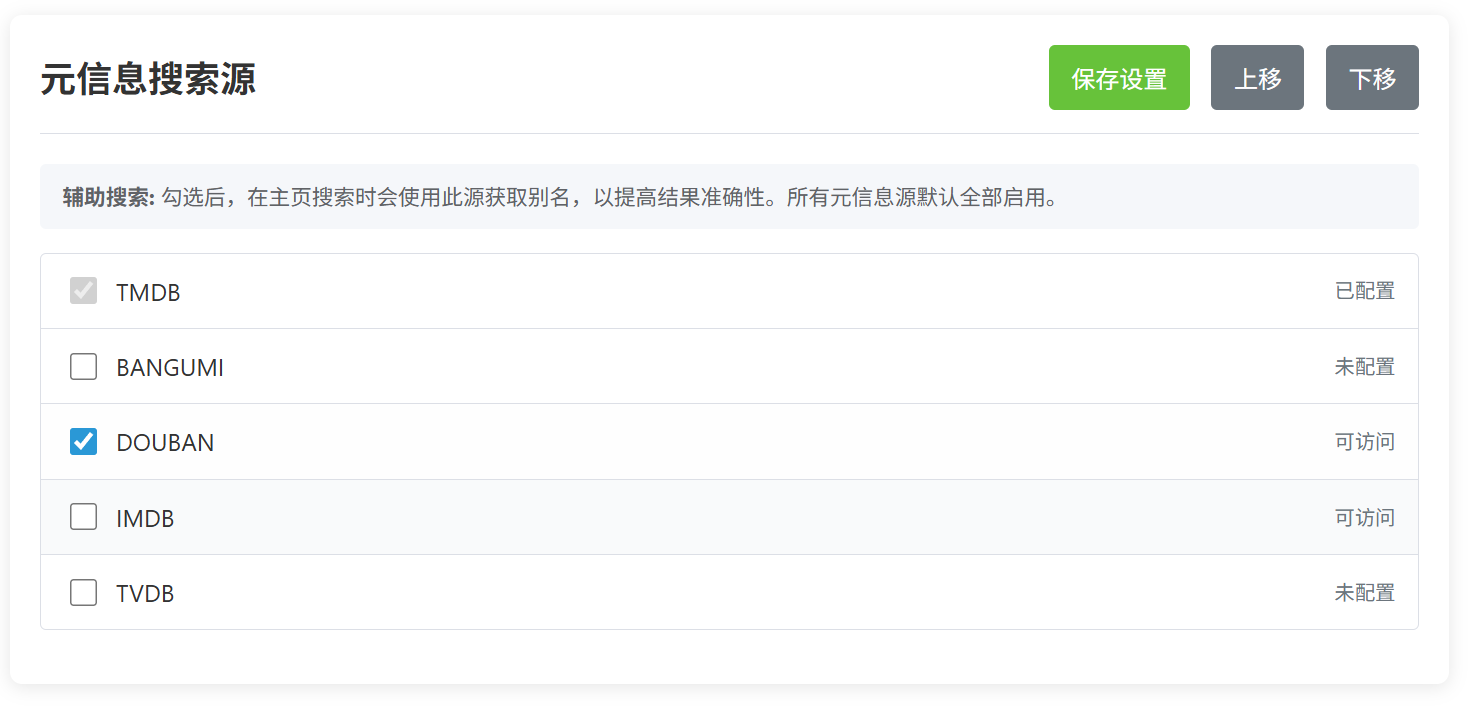 元信息搜索源
保存设置
上移
下移
辅助搜索: 勾选后，在主页搜索时会使用此源获取别名，以提高结果准确性。所有元信息源默认全部启用。
TMDB 已配置
BANGUMI 未配置
DOUBAN 可访问
IMDB 可访问
TVDB 未配置